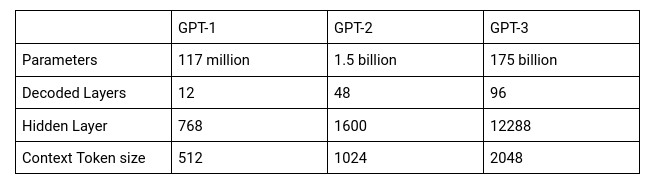 GPT-1 GPT-2 GPT-3
Parameters 117 million 1.5 billion 175 billion
Decoded Layers 12 48 96
Hidden Layer 768 1600 12288
Context Token size 512 1024 2048